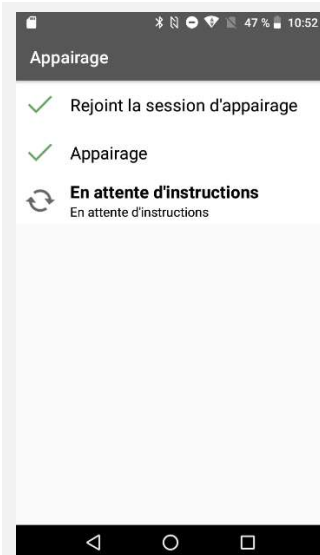 47 % 10:52
Appairage
Rejoint la session d'appairage
Appairage
En attente d'instructions
En attente d'instructions